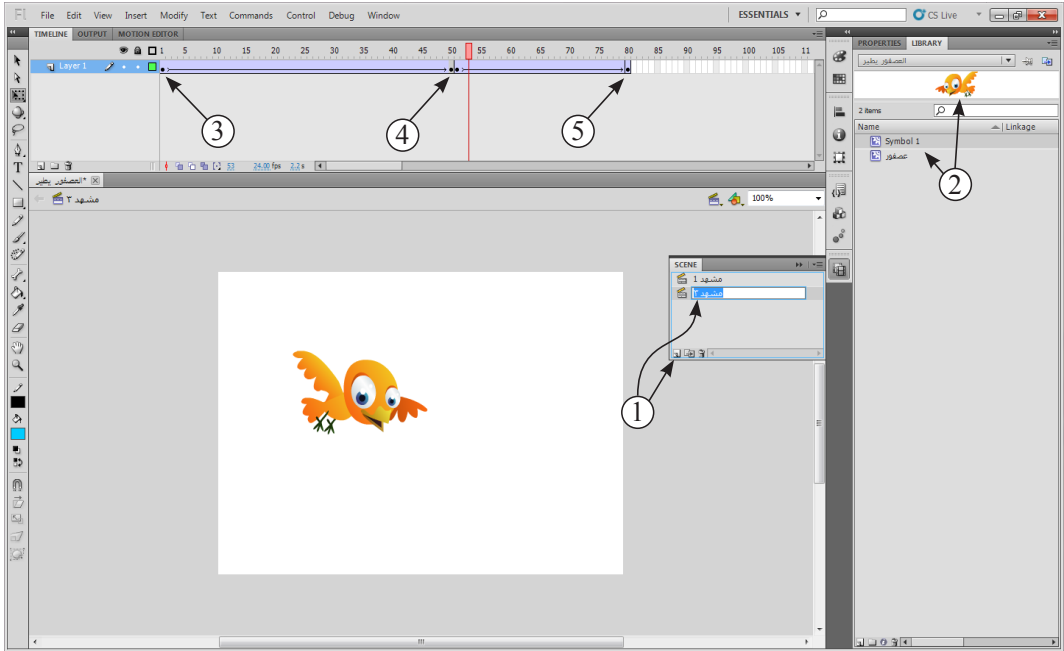 Fl File Edit View Insert Modify Text Commands Control Debug Window ESSENTIALS CS Live
TIMELINE OUTPUT MOTION EDITOR
1 5 10 15 20 25 30 35 40 45 50 55 60 65 70 75 80 85 90 95 100 105 11
Layer 1
3 4 5
53 24.00 fps 2.2 s
العصفور يطير*
مشهد ٢ 100%
PROPERTIES LIBRARY
العصفور يطير
2 items
Name Linkage
Symbol 1
عصفور
2
SCENE
مشهد 1
مشهد ٢
1
T